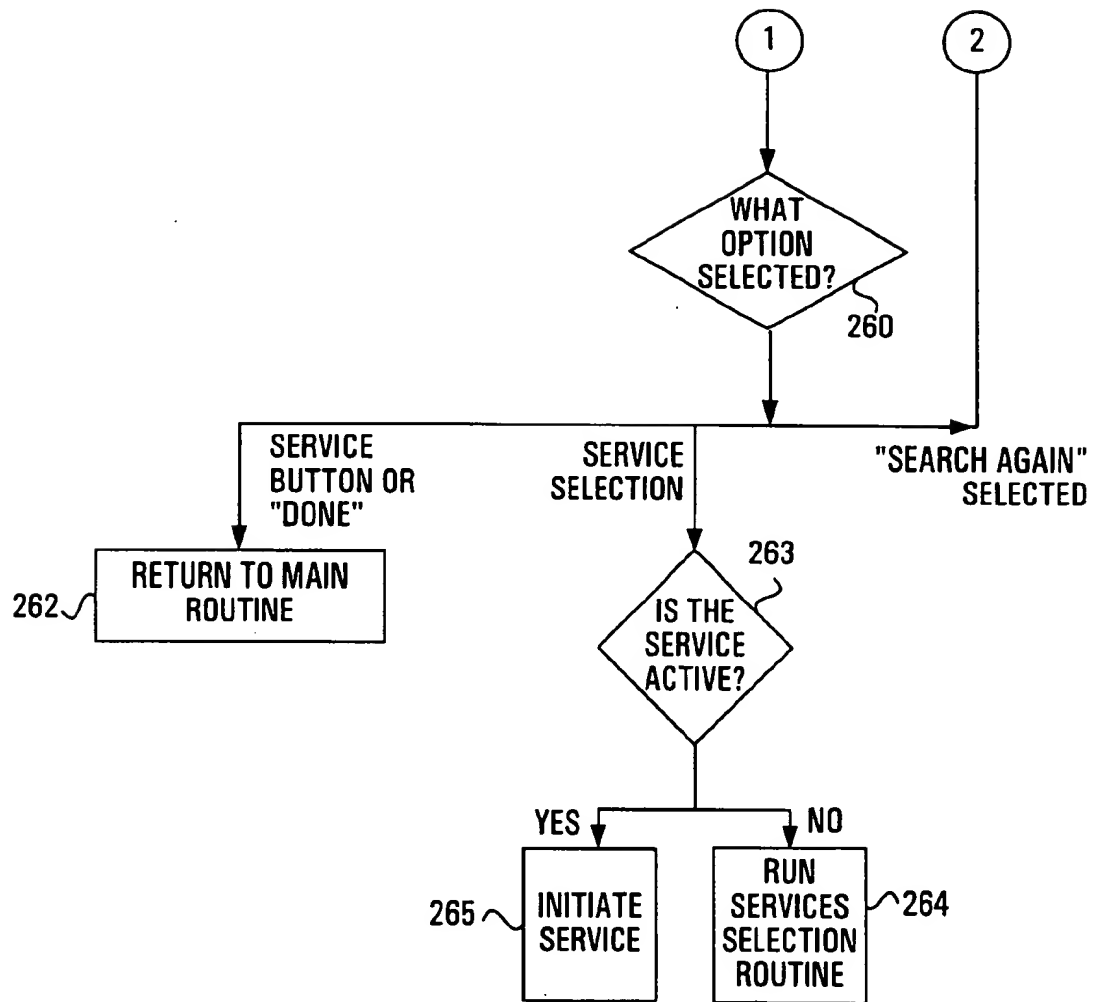 1
2
WHAT
OPTION
SELECTED?
260
SERVICE
BUTTON OR
"DONE"
SERVICE
SELECTION
"SEARCH AGAIN"
SELECTED
262
RETURN TO MAIN
ROUTINE
263
IS THE
SERVICE
ACTIVE?
YES
NO
265
INITIATE
SERVICE
RUN
SERVICES
SELECTION
ROUTINE
264